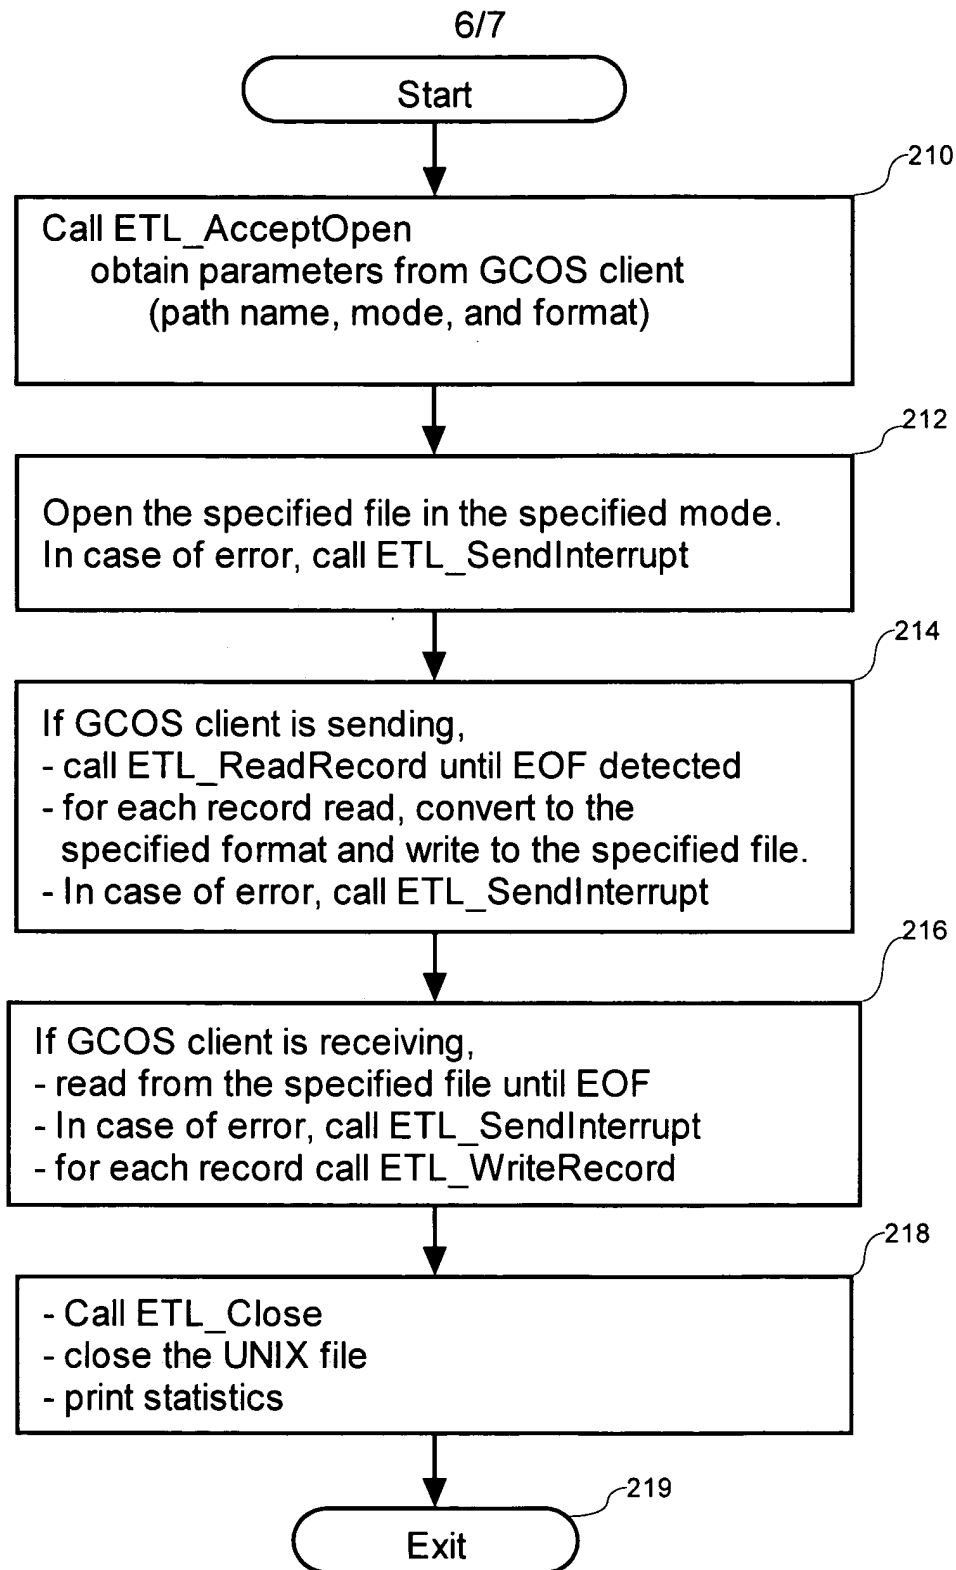 6/7
Start
210
Call ETL_AcceptOpen
obtain parameters from GCOS client
(path name, mode, and format)
212
Open the specified file in the specified mode.
In case of error, call ETL_SendInterrupt
214
If GCOS client is sending,
- call ETL_ReadRecord until EOF detected
- for each record read, convert to the
specified format and write to the specified file.
- In case of error, call ETL_SendInterrupt
216
If GCOS client is receiving,
- read from the specified file until EOF
- In case of error, call ETL_SendInterrupt
- for each record call ETL_WriteRecord
218
- Call ETL_Close
- close the UNIX file
- print statistics
219
Exit